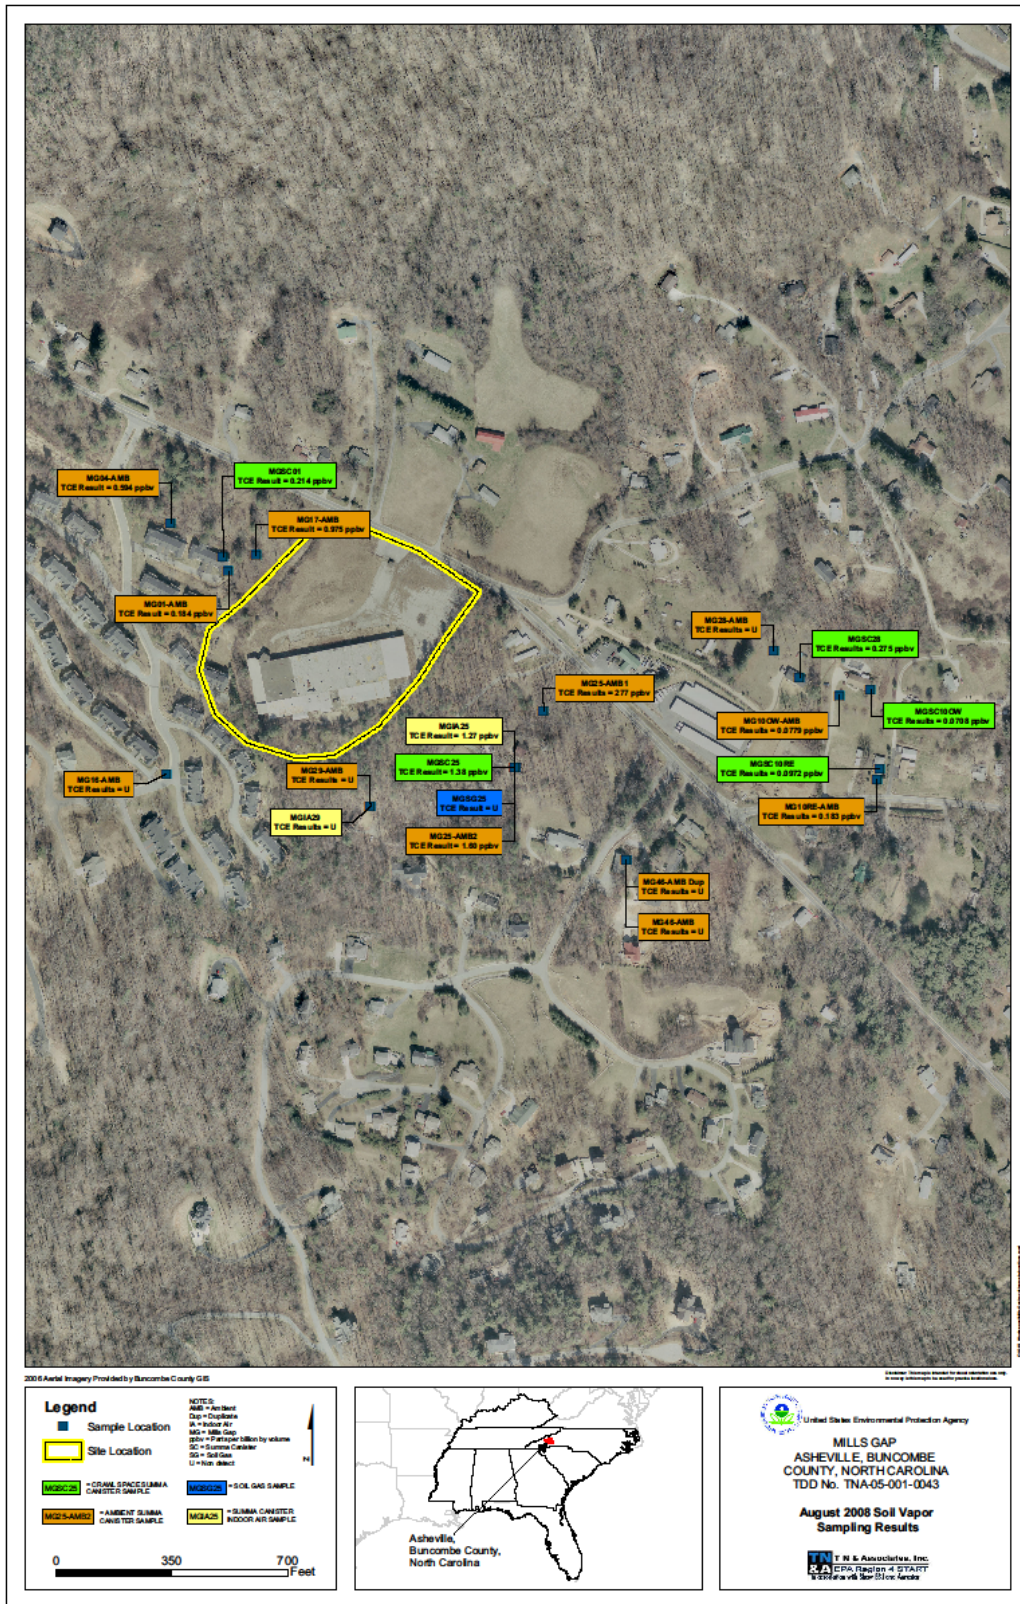 MG04-AMB
TCE Result = 0.594 ppbv
MGSC01
TCE Result = 0.214 ppbv
MG17-AMB
TCE Result = 0.975 ppbv
MG01-AMB
TCE Result = 0.184 ppbv
MG28-AMB
TCE Results = U
MGSC28
TCE Results = 0.275 ppbv
MG25-AMB1
TCE Results = 277 ppbv
MGSC10OW
TCE Results = 0.0708 ppbv
MG10OW-AMB
TCE Results = 0.0779 ppbv
MGIA25
TCE Result = 1.27 ppbv
MGSC25
TCE Result = 1.38 ppbv
MGSC10RE
TCE Results = 0.0972 ppbv
MG16-AMB
TCE Results = U
MG29-AMB
TCE Results = U
MGSG25
TCE Result = U
MG10RE-AMB
TCE Results = 0.183 ppbv
MGIA29
TCE Results = U
MG25-AMB2
TCE Result = 1.60 ppbv
MG46-AMB Dup
TCE Results = U
MG46-AMB
TCE Results = U
2006 Aerial Imagery Provided by Buncombe County GIS
Legend
Sample Location
Site Location
NOTES:
AMB = Ambient
Dup = Duplicate
IA = Indoor Air
MG = Mills Gap
ppbv = Parts per billion by volume
SC = Summa Canister
SG = Soil Gas
U = Non detect
N
MGSC25 = CRAWL SPACE SUMMA CANISTER SAMPLE
MGSG25 = SOIL GAS SAMPLE
MG25-AMB2 = AMBIENT SUMMA CANISTER SAMPLE
MGIA25 = SUMMA CANISTER INDOOR AIR SAMPLE
0 350 700
Feet
Asheville,
Buncombe County,
North Carolina
United States Environmental Protection Agency
MILLS GAP
ASHEVILLE, BUNCOMBE
COUNTY, NORTH CAROLINA
TDD No. TNA-05-001-0043
August 2008 Soil Vapor
Sampling Results
TN
&A
T N & Associates, Inc.
EPA Region 4 START